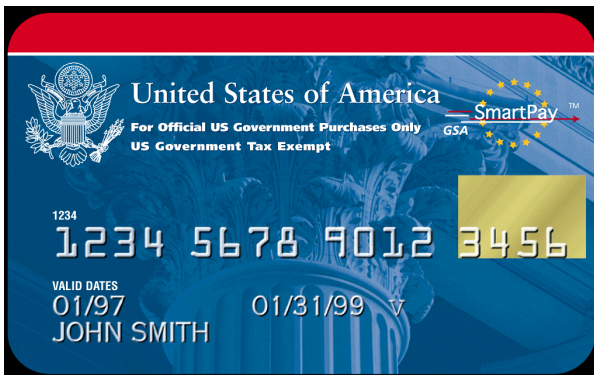 United States of America
For Official US Government Purchases Only
US Government Tax Exempt
GSA SmartPay TM
1234
1234 5678 9012 3456
VALID DATES
01/97 01/31/99 V
JOHN SMITH